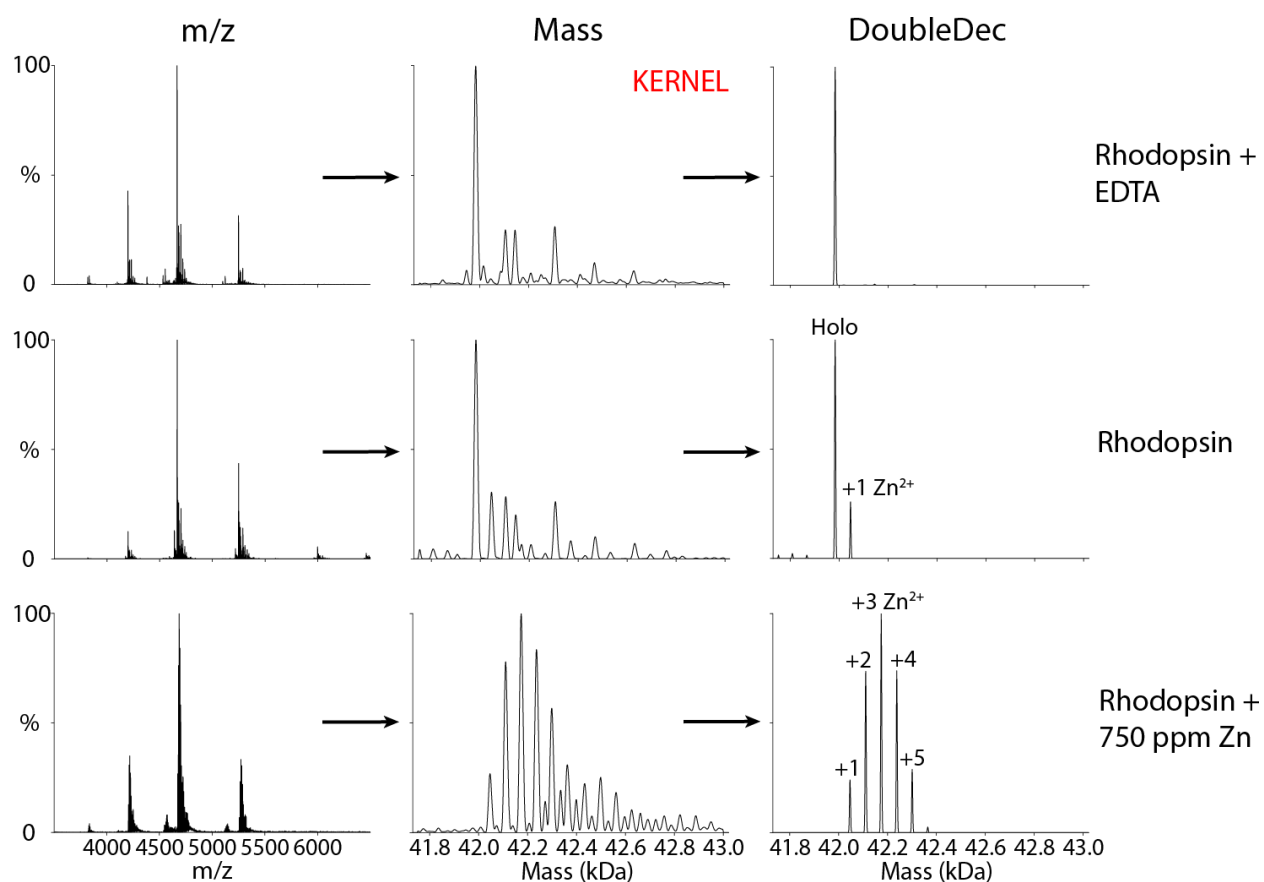 m/z
Mass
DoubleDec
100
%
0
KERNEL
Rhodopsin +
EDTA
100
%
0
Holo
+1 Zn²⁺
Rhodopsin
100
%
0
4000 4500 5000 5500 6000
m/z
41.8 42.0 42.2 42.4 42.6 42.8 43.0
Mass (kDa)
+3 Zn²⁺
+2
+4
+1
+5
41.8 42.0 42.2 42.4 42.6 42.8 43.0
Mass (kDa)
Rhodopsin +
750 ppm Zn